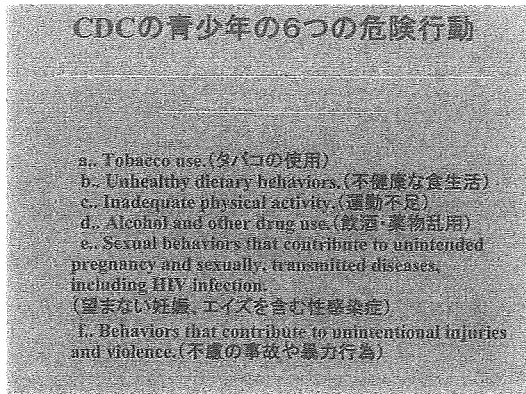 CDCの青少年の6つの危険行動
a.. Tobacco use.(タバコの使用)
b.. Unhealthy dietary behaviors.(不健康な食生活)
c.. Inadequate physical activity.(運動不足)
d.. Alcohol and other drug use.(飲酒・薬物乱用)
e.. Sexual behaviors that contribute to unintended
pregnancy and sexually, transmitted diseases,
including HIV infection.
(望まない妊娠、エイズを含む性感染症)
f.. Behaviors that contribute to unintentional injuries
and violence.(不慮の事故や暴力行為)